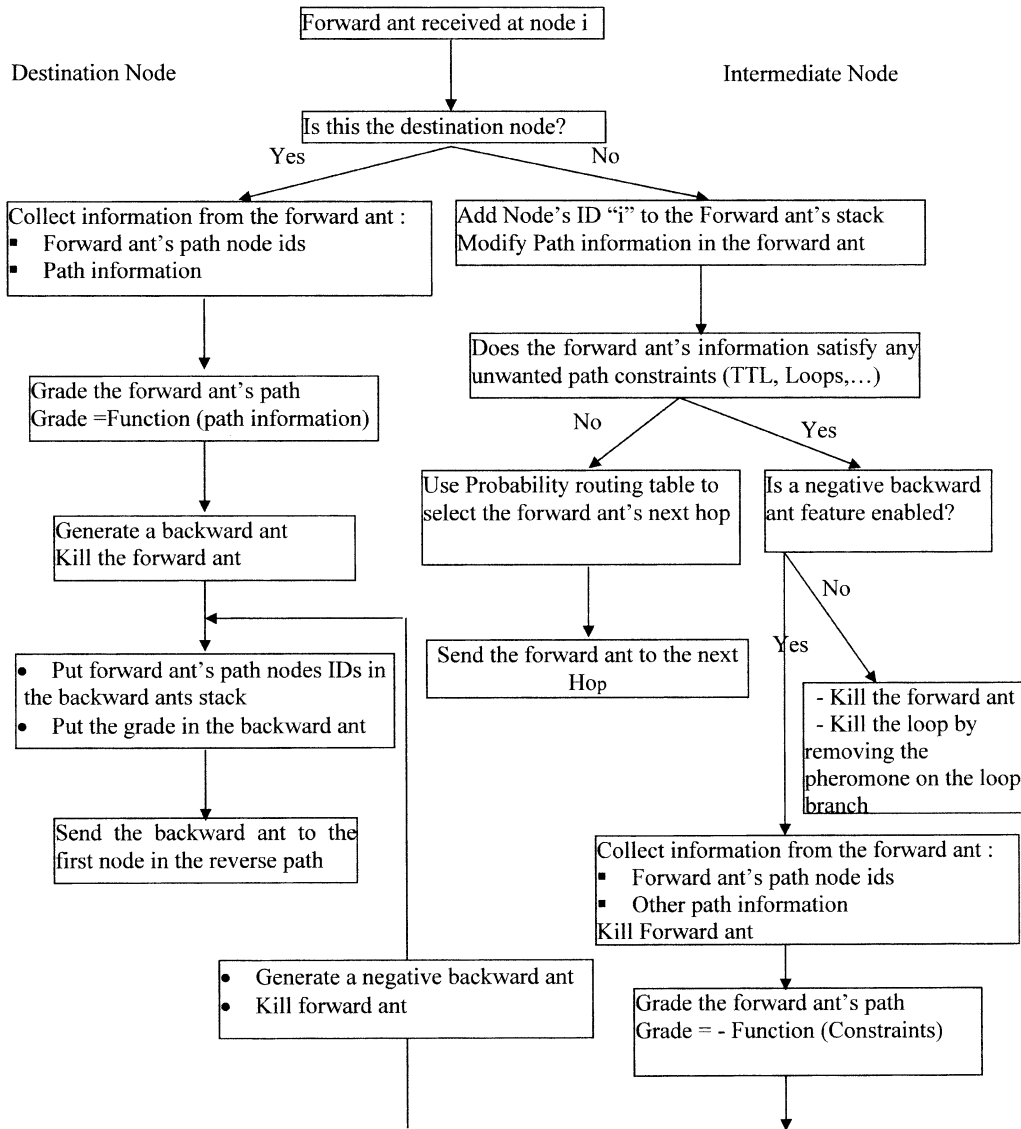 Forward ant received at node i
Destination Node
Intermediate Node
Is this the destination node?
Yes
No
Collect information from the forward ant :
▪ Forward ant's path node ids
▪ Path information
Add Node's ID “i” to the Forward ant's stack
Modify Path information in the forward ant
Does the forward ant's information satisfy any
unwanted path constraints (TTL, Loops,…)
Grade the forward ant's path
Grade =Function (path information)
No
Yes
Use Probability routing table to
select the forward ant's next hop
Is a negative backward
ant feature enabled?
Generate a backward ant
Kill the forward ant
No
Yes
Send the forward ant to the next
Hop
● Put forward ant's path nodes IDs in
the backward ants stack
● Put the grade in the backward ant
- Kill the forward ant
- Kill the loop by
removing the
pheromone on the loop
branch
Send the backward ant to the
first node in the reverse path
Collect information from the forward ant :
▪ Forward ant's path node ids
▪ Other path information
Kill Forward ant
● Generate a negative backward ant
● Kill forward ant
Grade the forward ant's path
Grade = - Function (Constraints)